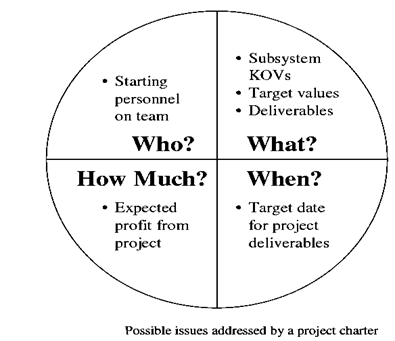 • Starting
personnel
on team
Who?
• Subsystem
KOVs
• Target values
• Deliverables
What?
How Much?
• Expected
profit from
project
When?
• Target date
for project
deliverables
Possible issues addressed by a project charter